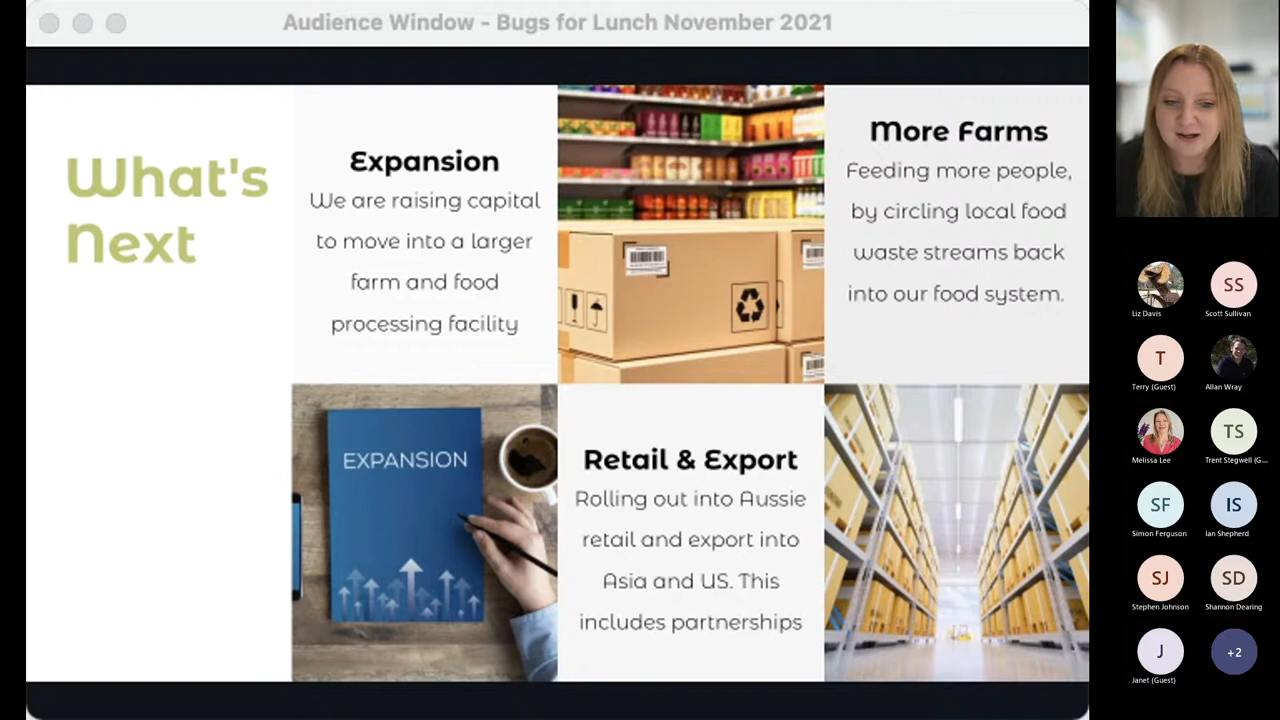 Audience Window - Bugs for Lunch November 2021
What's
Next
Expansion
We are raising capital
to move into a larger
farm and food
processing facility
More Farms
Feeding more people,
by circling local food
waste streams back
into our food system.
EXPANSION
Retail & Export
Rolling out into Aussie
retail and export into
Asia and US. This
includes partnerships
Liz Davis
SS
Scott Sullivan
T
Terry (Guest)
Allan Wray
Melissa Lee
TS
Trent Stegwell (G...
SF
Simon Ferguson
IS
Ian Shepherd
SJ
Stephen Johnson
SD
Shannon Dearing
J
Janet (Guest)
+2